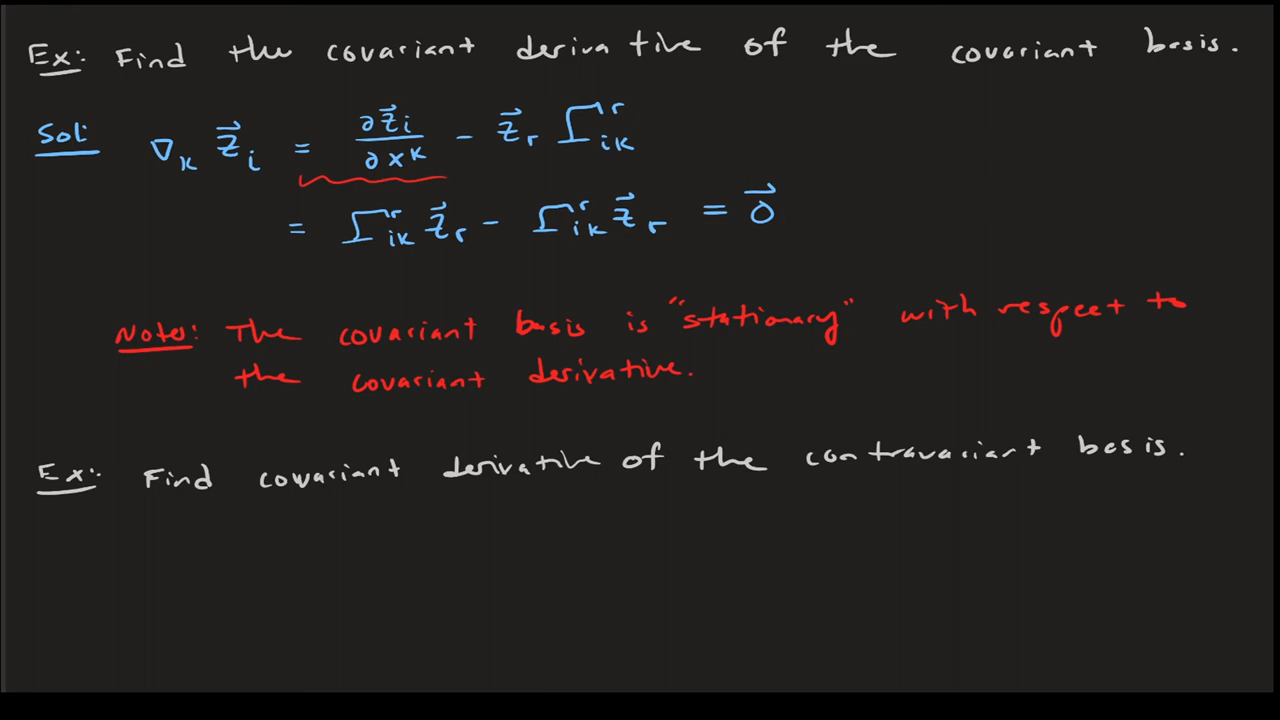 Ex: Find the covariant derivative of the covariant basis.
Sol: ∇ₖ Z⃗ᵢ = ∂Z⃗ᵢ/∂xᵏ - Z⃗ᵣ Γʳᵢₖ
= Γʳᵢₖ Z⃗ᵣ - Γʳᵢₖ Z⃗ᵣ = 0⃗
Notes: The covariant basis is "stationary" with respect to
the covariant derivative.
Ex: Find covariant derivative of the contravariant basis.